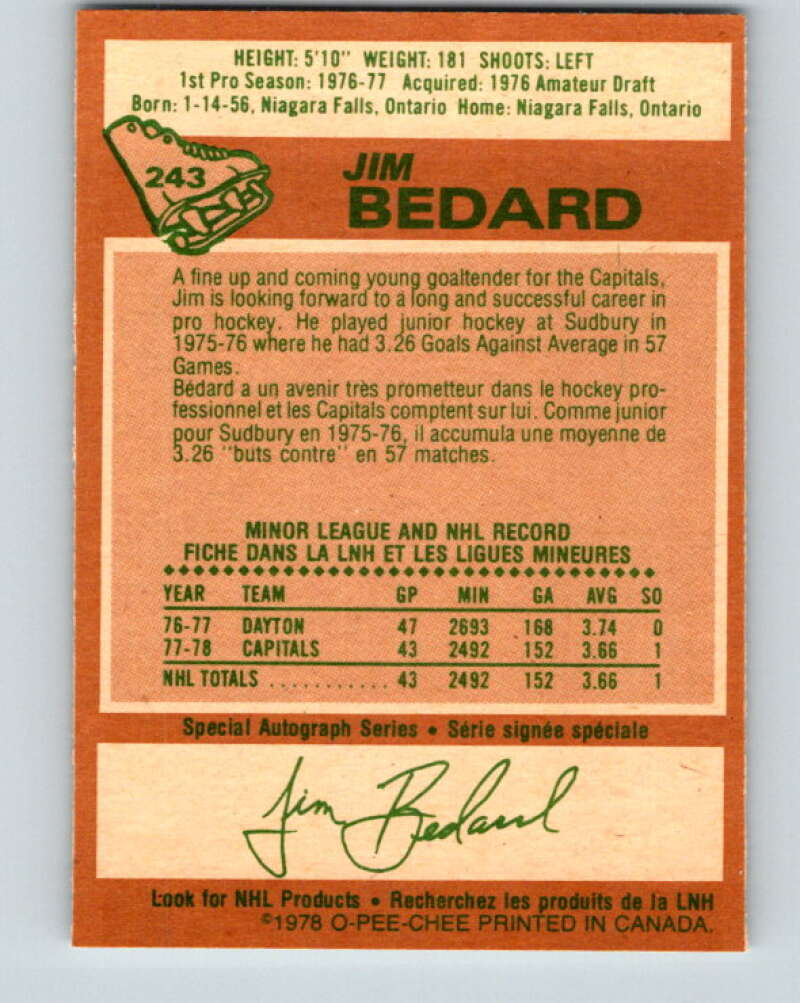 HEIGHT: 5'10" WEIGHT: 181 SHOOTS: LEFT
1st Pro Season: 1976-77 Acquired: 1976 Amateur Draft
Born: 1-14-56, Niagara Falls, Ontario Home: Niagara Falls, Ontario
243
JIM
BEDARD
A fine up and coming young goaltender for the Capitals,
Jim is looking forward to a long and successful career in
pro hockey. He played junior hockey at Sudbury in
1975-76 where he had 3.26 Goals Against Average in 57
Games.
Bédard a un avenir très prometteur dans le hockey pro-
fessionnel et les Capitals comptent sur lui. Comme junior
pour Sudbury en 1975-76, il accumula une moyenne de
3.26 "buts contre" en 57 matches.
MINOR LEAGUE AND NHL RECORD
FICHE DANS LA LNH ET LES LIGUES MINEURES
YEAR TEAM GP MIN GA AVG SO
76-77 DAYTON 47 2693 168 3.74 0
77-78 CAPITALS 43 2492 152 3.66 1
NHL TOTALS ........... 43 2492 152 3.66 1
Special Autograph Series • Série signée spéciale
Jim Bedard
Look for NHL Products • Recherchez les produits de la LNH
©1978 O-PEE-CHEE PRINTED IN CANADA.